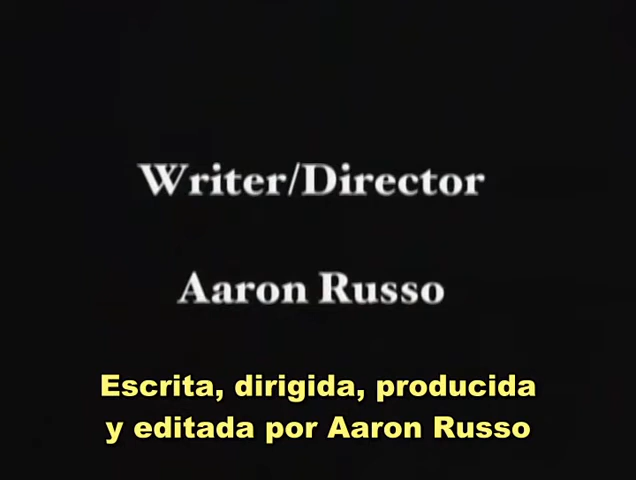 Writer/Director
Aaron Russo
Escrita, dirigida, producida
y editada por Aaron Russo